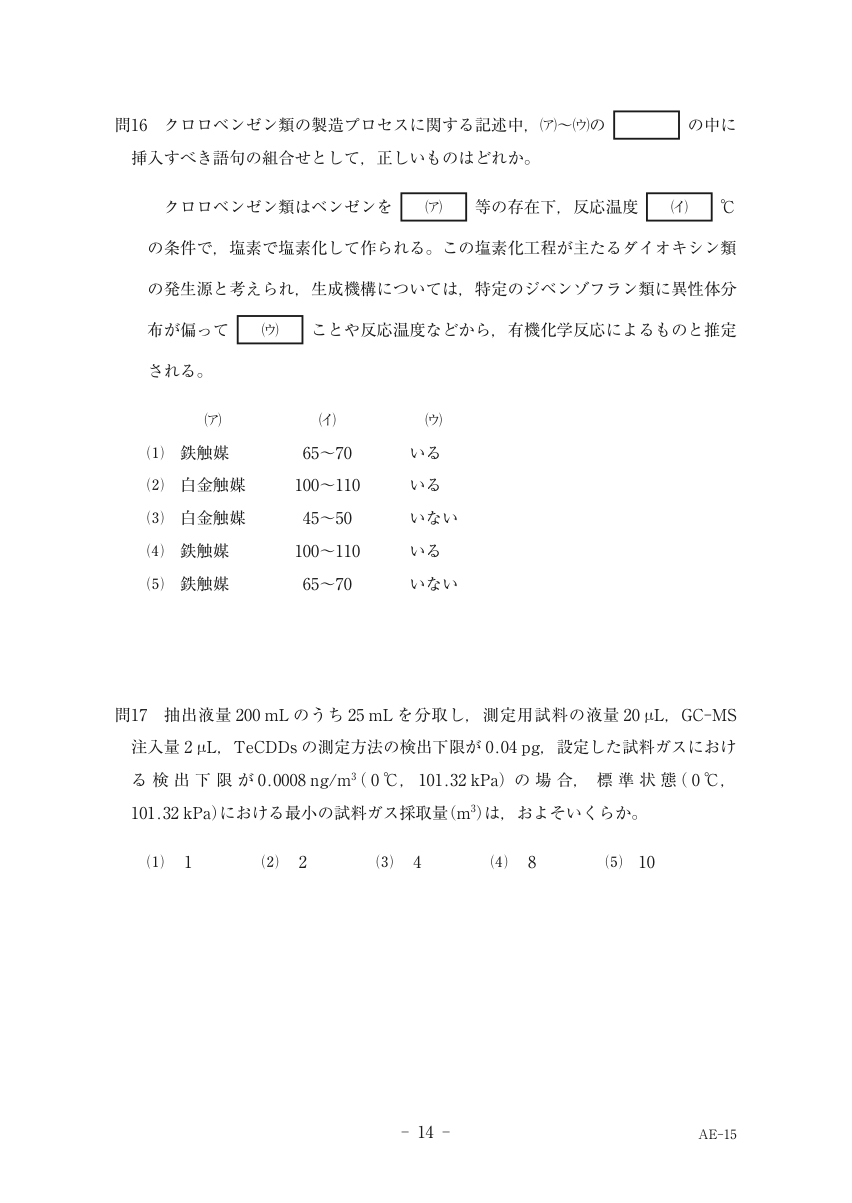 問16 クロロベンゼン類の製造プロセスに関する記述中，㋐～㋒の の中に
挿入すべき語句の組合せとして，正しいものはどれか。
クロロベンゼン類はベンゼンを (ア) 等の存在下，反応温度 (イ) ℃
の条件で，塩素で塩素化して作られる。この塩素化工程が主たるダイオキシン類
の発生源と考えられ，生成機構については，特定のジベンゾフラン類に異性体分
布が偏って (ウ) ことや反応温度などから，有機化学反応によるものと推定
される。
(ア) (イ) (ウ)
(1) 鉄触媒 65～70 いる
(2) 白金触媒 100～110 いる
(3) 白金触媒 45～50 いない
(4) 鉄触媒 100～110 いる
(5) 鉄触媒 65～70 いない
問17 抽出液量 200 mL のうち 25 mL を分取し，測定用試料の液量 20 μL，GC-MS
注入量 2 μL，TeCDDs の測定方法の検出下限が 0.04 pg，設定した試料ガスにおけ
る検出下限が 0.0008 ng/m³ (0℃，101.32 kPa) の場合，標準状態(0℃，
101.32 kPa)における最小の試料ガス採取量(m³)は，およそいくらか。
(1) 1 (2) 2 (3) 4 (4) 8 (5) 10
- 14 -
AE-15